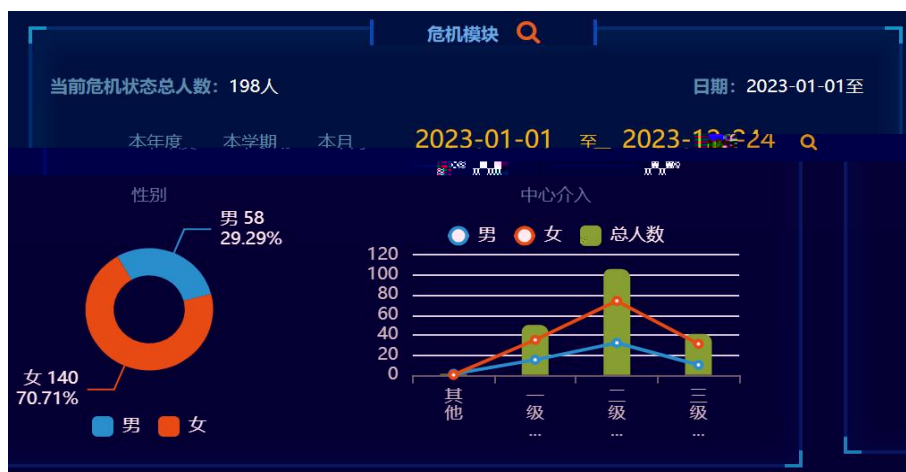 危机模块
当前危机状态总人数：198人
日期：2023-01-01至
本年度 本学期 本月 2023-01-01 至
性别
中心介入
男 58
29.29%
女 140
70.71%
男 女
男 女 总人数
120
100
80
60
40
20
0
其他 一级... 二级... 三级...